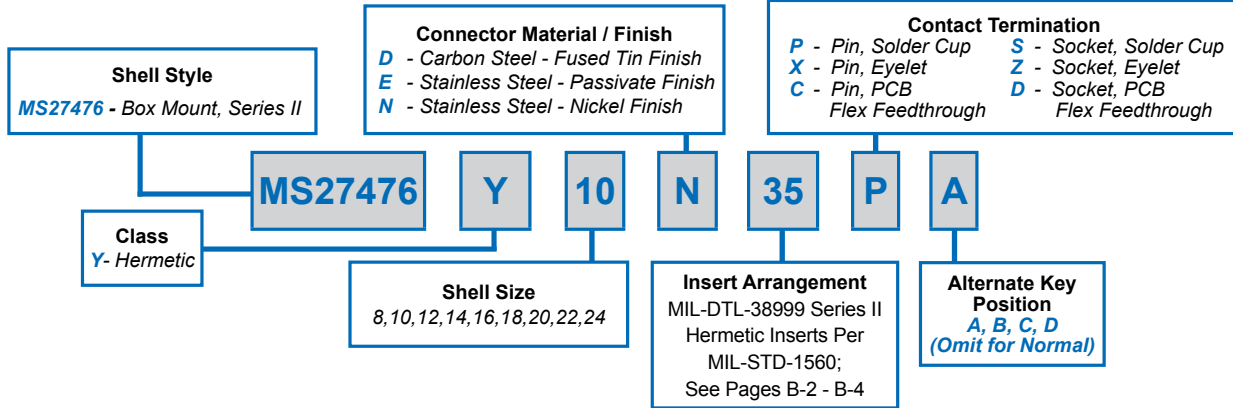 Shell Style
MS27476 - Box Mount, Series II
Connector Material / Finish
D - Carbon Steel - Fused Tin Finish
E - Stainless Steel - Passivate Finish
N - Stainless Steel - Nickel Finish
Contact Termination
P - Pin, Solder Cup S - Socket, Solder Cup
X - Pin, Eyelet Z - Socket, Eyelet
C - Pin, PCB D - Socket, PCB
Flex Feedthrough Flex Feedthrough
MS27476 Y 10 N 35 P A
Class
Y- Hermetic
Shell Size
8,10,12,14,16,18,20,22,24
Insert Arrangement
MIL-DTL-38999 Series II
Hermetic Inserts Per
MIL-STD-1560;
See Pages B-2 - B-4
Alternate Key
Position
A, B, C, D
(Omit for Normal)